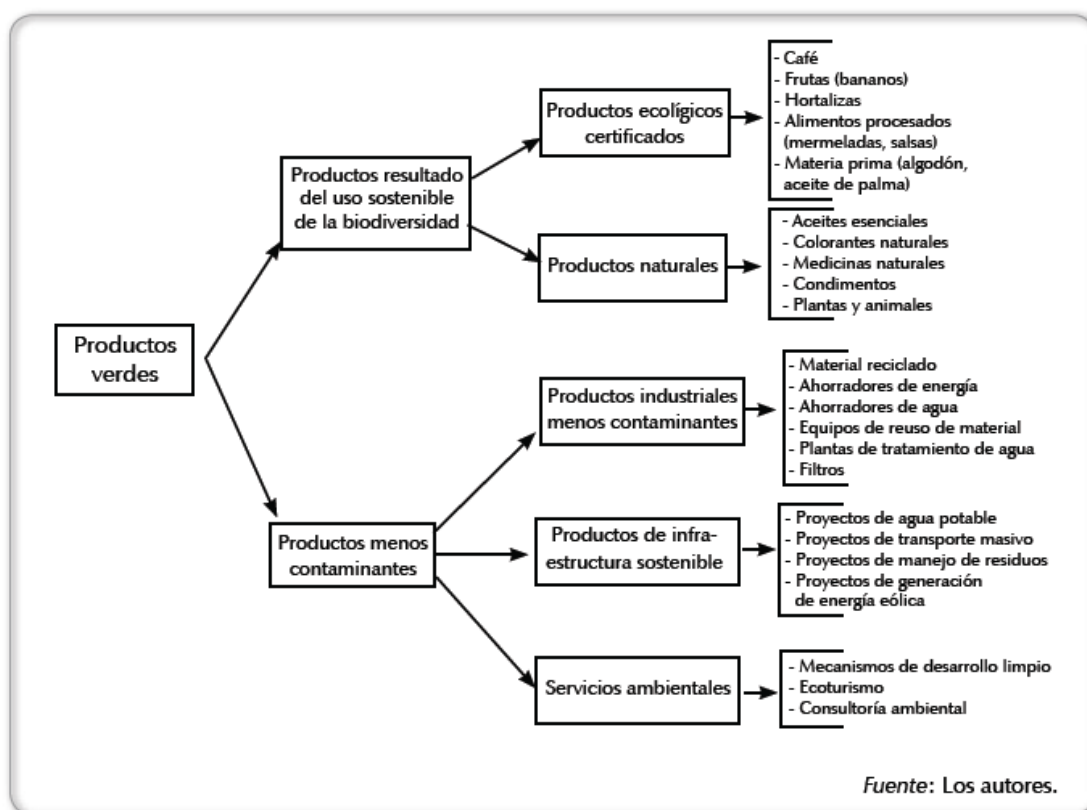 Productos
verdes
Productos resultado
del uso sostenible
de la biodiversidad
Productos ecolígicos
certificados
- Café
- Frutas (bananos)
- Hortalizas
- Alimentos procesados
(mermeladas, salsas)
- Materia prima (algodón,
aceite de palma)
Productos naturales
- Aceites esenciales
- Colorantes naturales
- Medicinas naturales
- Condimentos
- Plantas y animales
Productos menos
contaminantes
Productos industriales
menos contaminantes
- Material reciclado
- Ahorradores de energía
- Ahorradores de agua
- Equipos de reuso de material
- Plantas de tratamiento de agua
- Filtros
Productos de infra-
estructura sostenible
- Proyectos de agua potable
- Proyectos de transporte masivo
- Proyectos de manejo de residuos
- Proyectos de generación
de energía eólica
Servicios ambientales
- Mecanismos de desarrollo limpio
- Ecoturismo
- Consultoría ambiental
Fuente: Los autores.